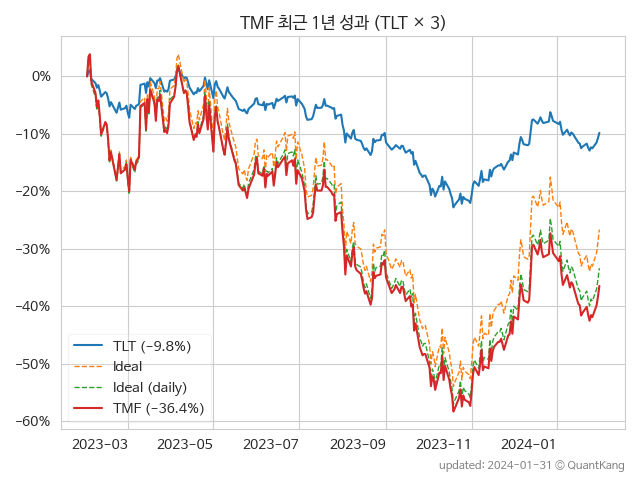 TMF 최근 1년 성과 (TLT × 3)
0%
−10%
−20%
−30%
−40%
−50%
−60%
TLT (−9.8%)
Ideal
Ideal (daily)
TMF (−36.4%)
2023-03 2023-05 2023-07 2023-09 2023-11 2024-01
updated: 2024-01-31 © QuantKang